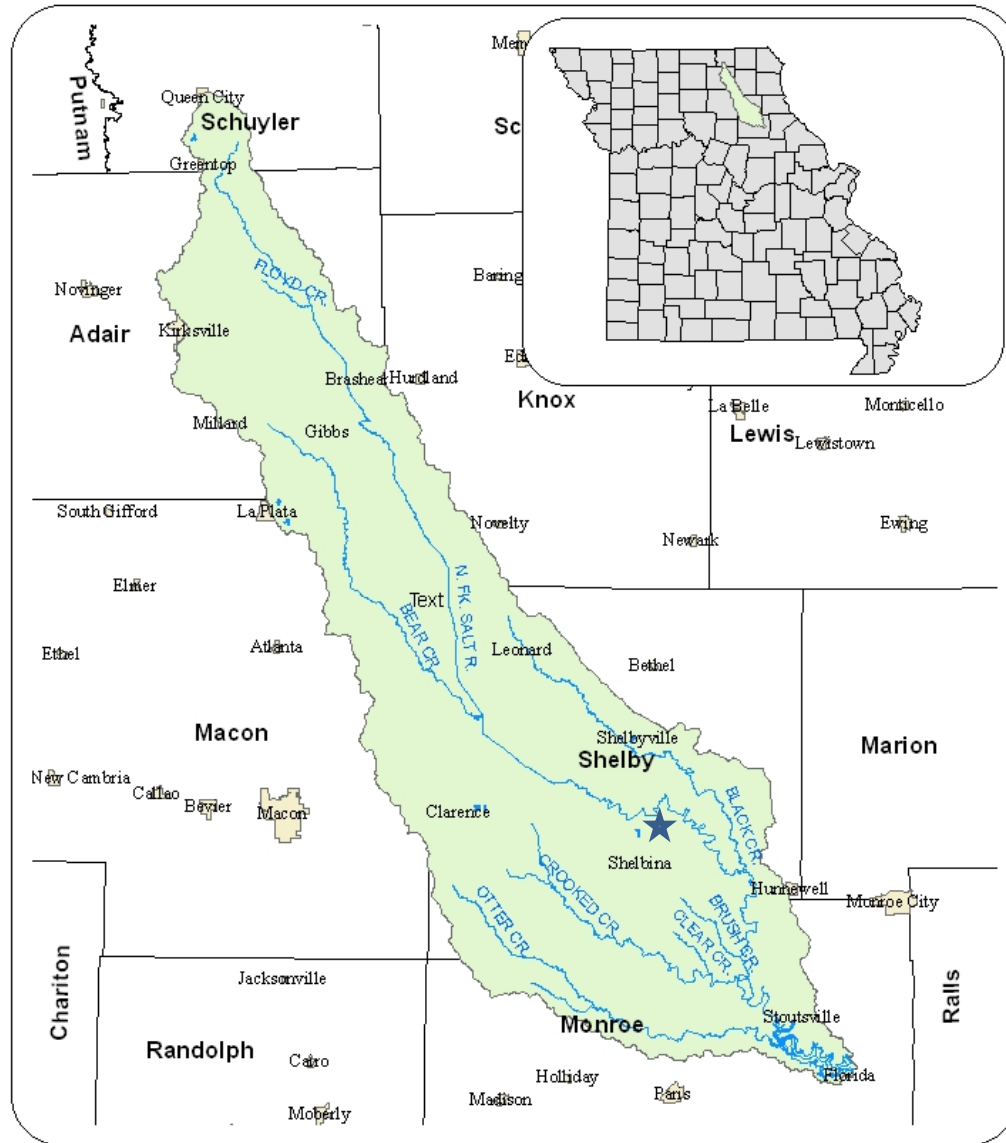 Putnam
Mem
Queen City
Schuyler
Sc
Greentop
FLOYD CR.
Baring
Novinger
Adair
Kirksville
Ed
Brashear
Hurdland
Knox
La Belle
Monticello
Millard
Gibbs
Lewis
Lewistown
South Gifford
La Plata
Novelty
Ewing
Newark
Elmer
Text
N. FK. SALT R.
BEAR CR.
Ethel
Atlanta
Leonard
Bethel
Macon
Shelbyville
Shelby
Marion
New Cambria
Callao
Bevier
Macon
Clarence
BLACK CR.
Shelbina
CROOKED CR.
OTTER CR.
Hunnewell
Monroe City
BRUSH CR.
CLEAR CR.
Chariton
Jacksonville
Ralls
Stoutsville
Monroe
Randolph
Cairo
Holliday
Florida
Madison
Paris
Moberly